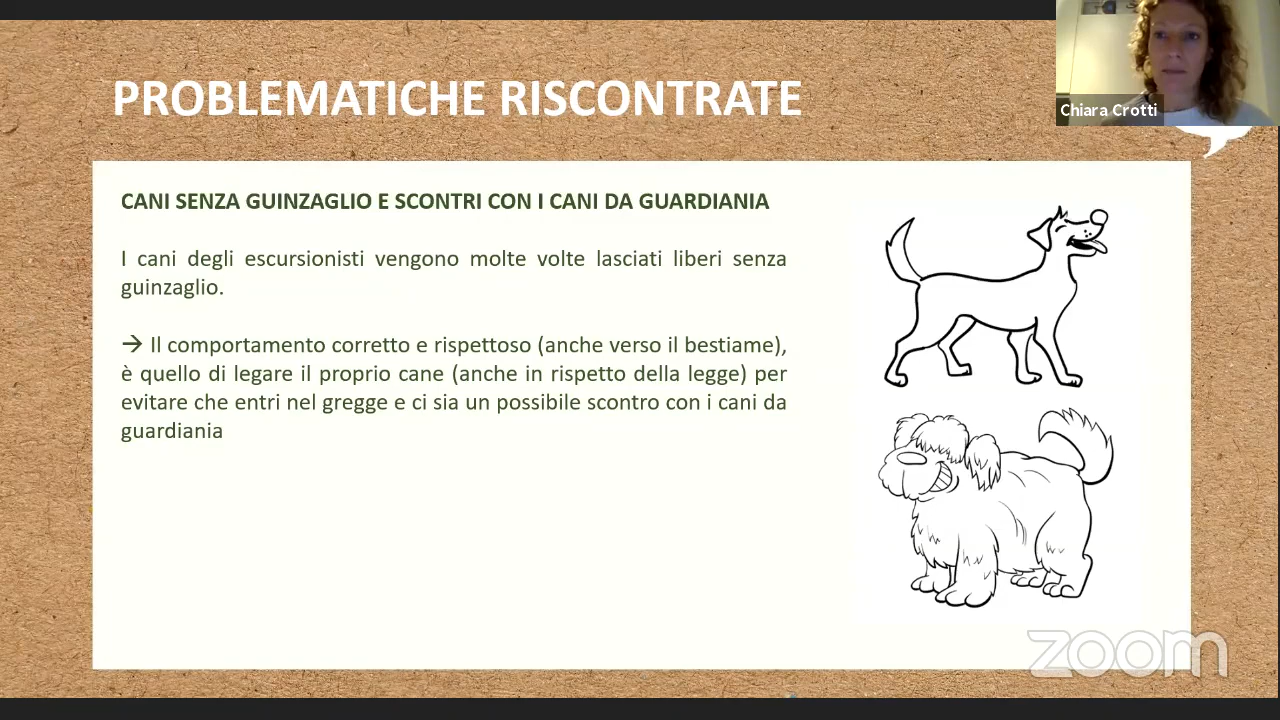 PROBLEMATICHE RISCONTRATE
Chiara Crotti
CANI SENZA GUINZAGLIO E SCONTRI CON I CANI DA GUARDIANIA
I cani degli escursionisti vengono molte volte lasciati liberi senza
guinzaglio.
→ Il comportamento corretto e rispettoso (anche verso il bestiame),
è quello di legare il proprio cane (anche in rispetto della legge) per
evitare che entri nel gregge e ci sia un possibile scontro con i cani da
guardiania
zoom